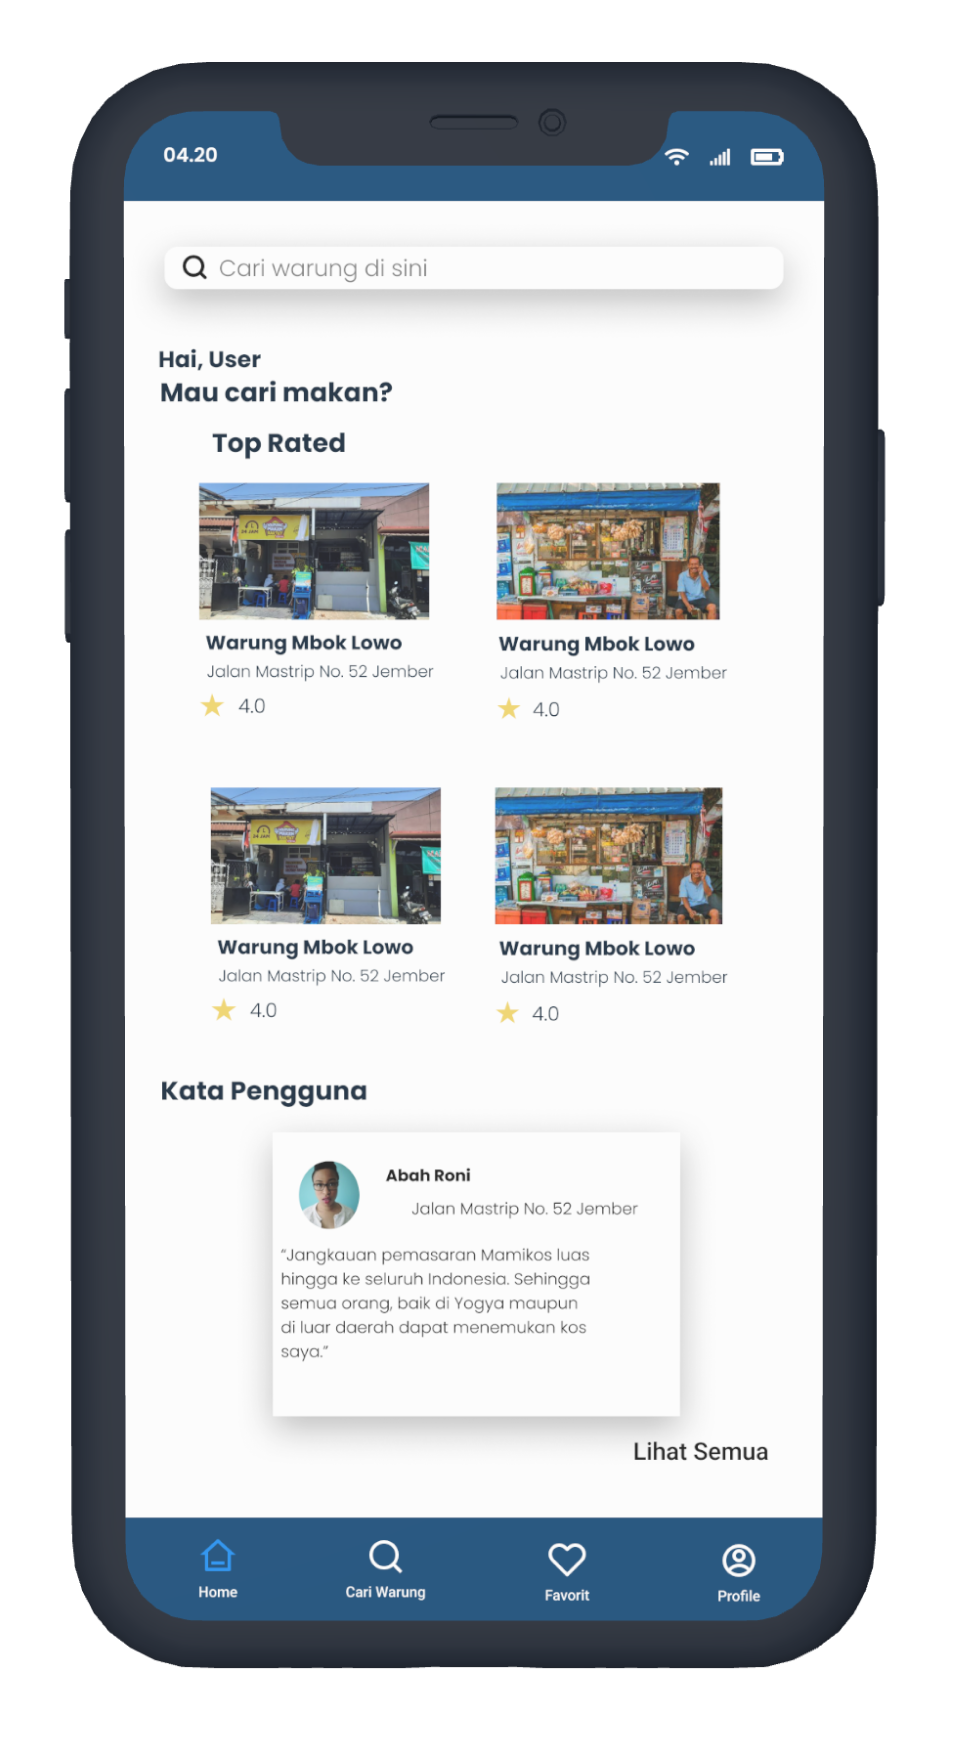 04.20
Cari warung di sini
Hai, User
Mau cari makan?
Top Rated
24 JAM
Warung Mbok Lowo
Jalan Mastrip No. 52 Jember
4.0
Warung Mbok Lowo
Jalan Mastrip No. 52 Jember
4.0
24 JAM
Warung Mbok Lowo
Jalan Mastrip No. 52 Jember
4.0
Warung Mbok Lowo
Jalan Mastrip No. 52 Jember
4.0
Kata Pengguna
Abah Roni
Jalan Mastrip No. 52 Jember
“Jangkauan pemasaran Mamikos luas
hingga ke seluruh Indonesia. Sehingga
semua orang, baik di Yogya maupun
di luar daerah dapat menemukan kos
saya.”
Lihat Semua
Home
Cari Warung
Favorit
Profile